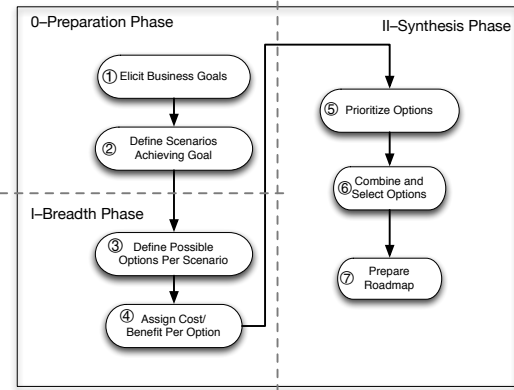 0–Preparation Phase
① Elicit Business Goals
② Define Scenarios
Achieving Goal
I–Breadth Phase
③ Define Possible
Options Per Scenario
④ Assign Cost/
Benefit Per Option
II–Synthesis Phase
⑤ Prioritize Options
⑥ Combine and
Select Options
⑦ Prepare
Roadmap